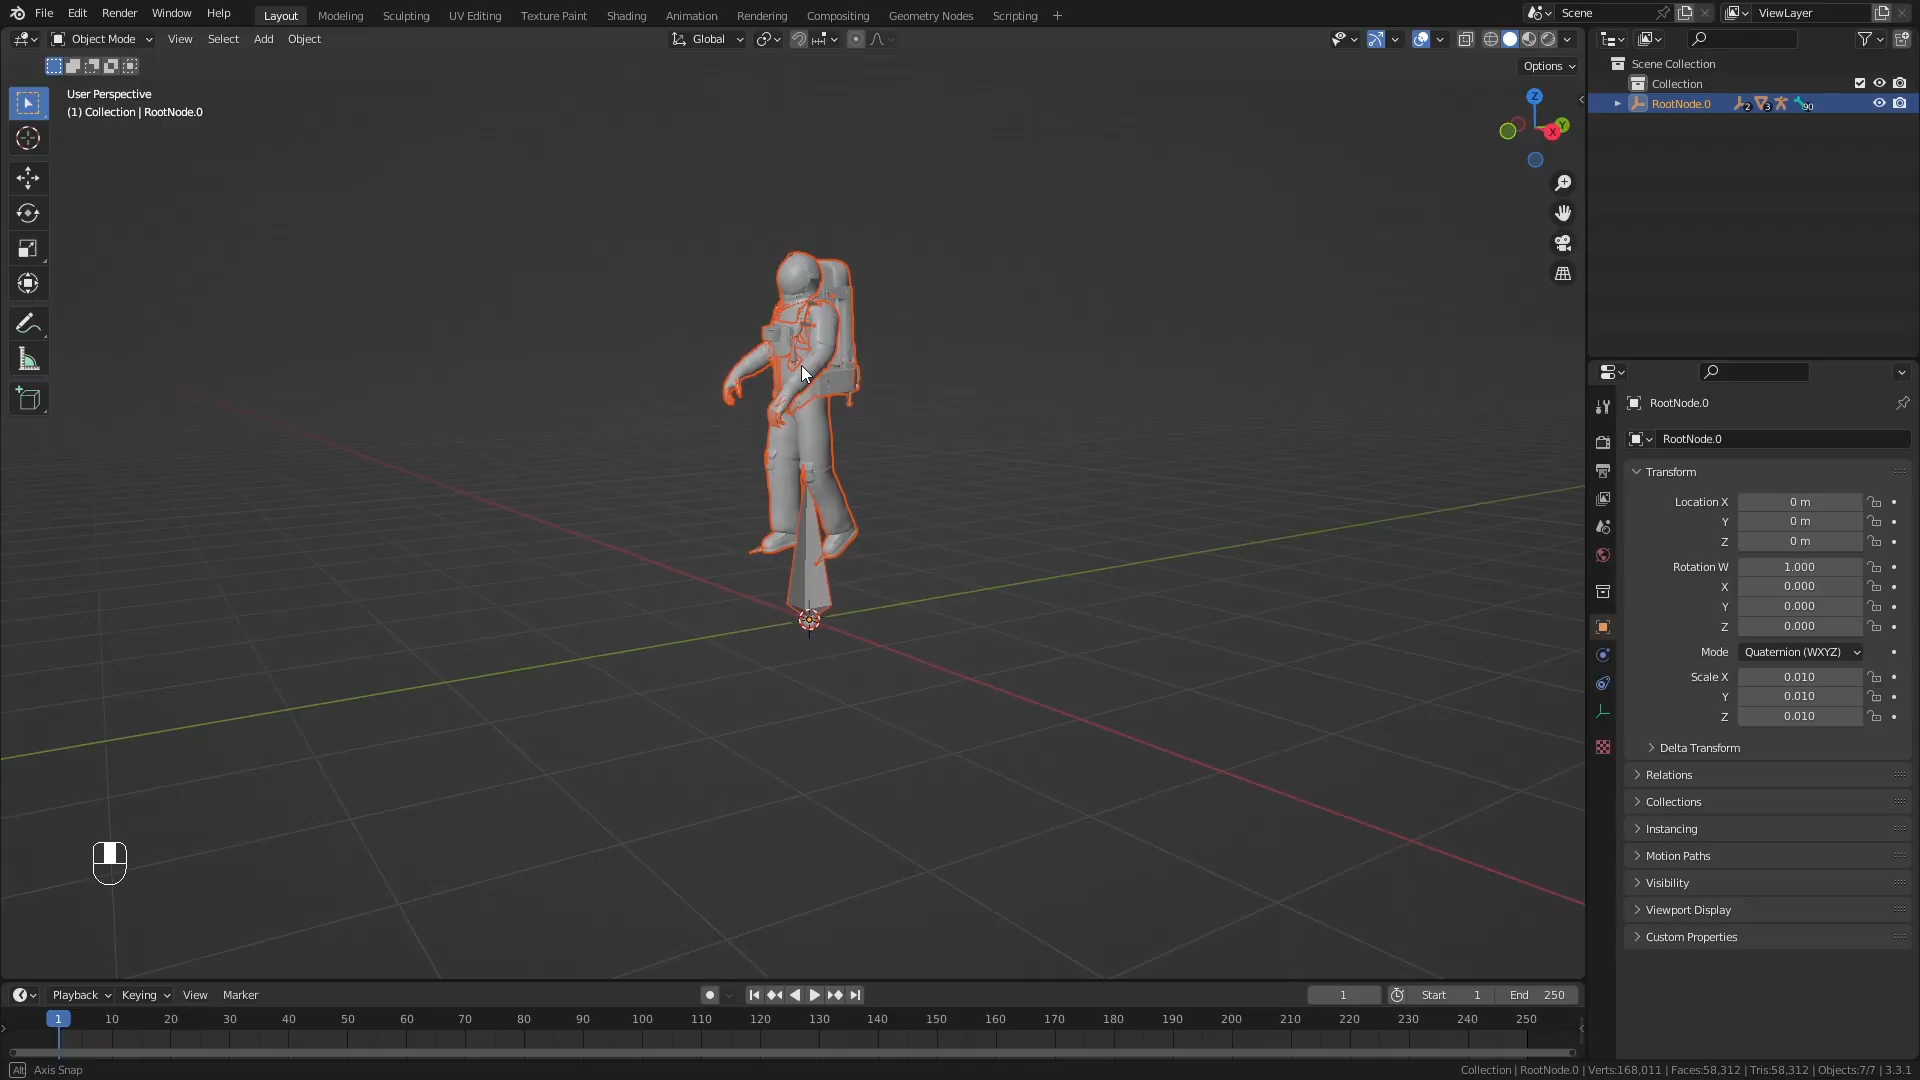 File Edit Render Window Help Layout Modeling Sculpting UV Editing Texture Paint Shading Animation Rendering Compositing Geometry Nodes Scripting + Scene ViewLayer
Object Mode View Select Add Object Global
Options
User Perspective
(1) Collection | RootNode.0
Z
Y
X
Scene Collection
Collection
RootNode.0 2 3 90
RootNode.0
RootNode.0
Transform
Location X 0 m
Y 0 m
Z 0 m
Rotation W 1.000
X 0.000
Y 0.000
Z 0.000
Mode Quaternion (WXYZ)
Scale X 0.010
Y 0.010
Z 0.010
Delta Transform
Relations
Collections
Instancing
Motion Paths
Visibility
Viewport Display
Custom Properties
Playback Keying View Marker 1 Start 1 End 250
1 10 20 30 40 50 60 70 80 90 100 110 120 130 140 150 160 170 180 190 200 210 220 230 240 250
Alt Axis Snap
Collection | RootNode.0 | Verts:168,011 | Faces:58,312 | Tris:58,312 | Objects:7/7 | 3.3.1